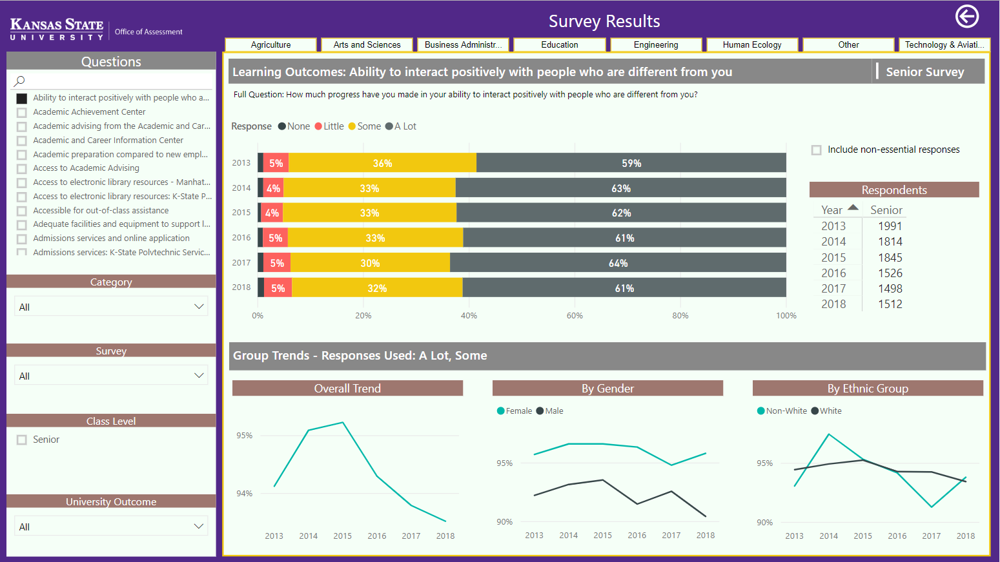 KANSAS STATE
UNIVERSITY
Office of Assessment
Survey Results
Agriculture
Arts and Sciences
Business Administr...
Education
Engineering
Human Ecology
Other
Technology & Aviati...
Questions
Ability to interact positively with people who a...
Academic Achievement Center
Academic advising from the Academic and Car...
Academic and Career Information Center
Academic preparation compared to new empl...
Access to Academic Advising
Access to electronic library resources - Manhat...
Access to electronic library resources: K-State P...
Accessible for out-of-class assistance
Adequate facilities and equipment to support l...
Admissions services and online application
Admissions services: K-State Polytechnic Servic...
Category
All
Survey
All
Class Level
Senior
University Outcome
All
Learning Outcomes: Ability to interact positively with people who are different from you
Senior Survey
Full Question: How much progress have you made in your ability to interact positively with people who are different from you?
Response None Little Some A Lot
2013 5% 36% 59%
2014 4% 33% 63%
2015 4% 33% 62%
2016 5% 33% 61%
2017 5% 30% 64%
2018 5% 32% 61%
0% 20% 40% 60% 80% 100%
Include non-essential responses
Respondents
Year Senior
2013 1991
2014 1814
2015 1845
2016 1526
2017 1498
2018 1512
Group Trends - Responses Used: A Lot, Some
Overall Trend
95%
94%
2013 2014 2015 2016 2017 2018
By Gender
Female Male
95%
90%
2013 2014 2015 2016 2017 2018
By Ethnic Group
Non-White White
95%
90%
2013 2014 2015 2016 2017 2018